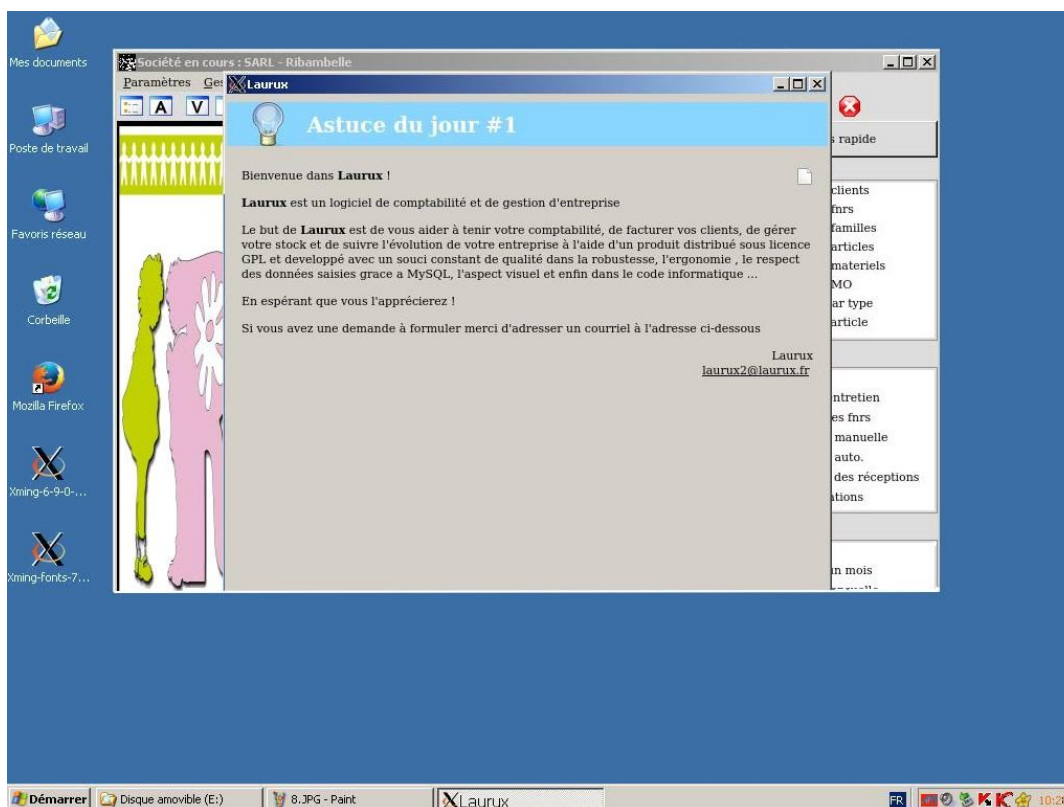 Mes documents
Poste de travail
Favoris réseau
Corbeille
Mozilla Firefox
Xming-6-9-0-...
Xming-fonts-7...
Société en cours : SARL - Ribambelle
Paramètres Ges
A V
Laurux
Astuce du jour #1
Bienvenue dans Laurux !
Laurux est un logiciel de comptabilité et de gestion d'entreprise
Le but de Laurux est de vous aider à tenir votre comptabilité, de facturer vos clients, de gérer
votre stock et de suivre l'évolution de votre entreprise à l'aide d'un produit distribué sous licence
GPL et developpé avec un souci constant de qualité dans la robustesse, l'ergonomie , le respect
des données saisies grace a MySQL, l'aspect visuel et enfin dans le code informatique ...
En espérant que vous l'apprécierez !
Si vous avez une demande à formuler merci d'adresser un courriel à l'adresse ci-dessous
Laurux
laurux2@laurux.fr
rapide
clients
fnrs
familles
articles
materiels
MO
ar type
article
ntretien
es fnrs
manuelle
auto.
des réceptions
ations
un mois
Démarrer
Disque amovible (E:)
8.JPG - Paint
Laurux
FR